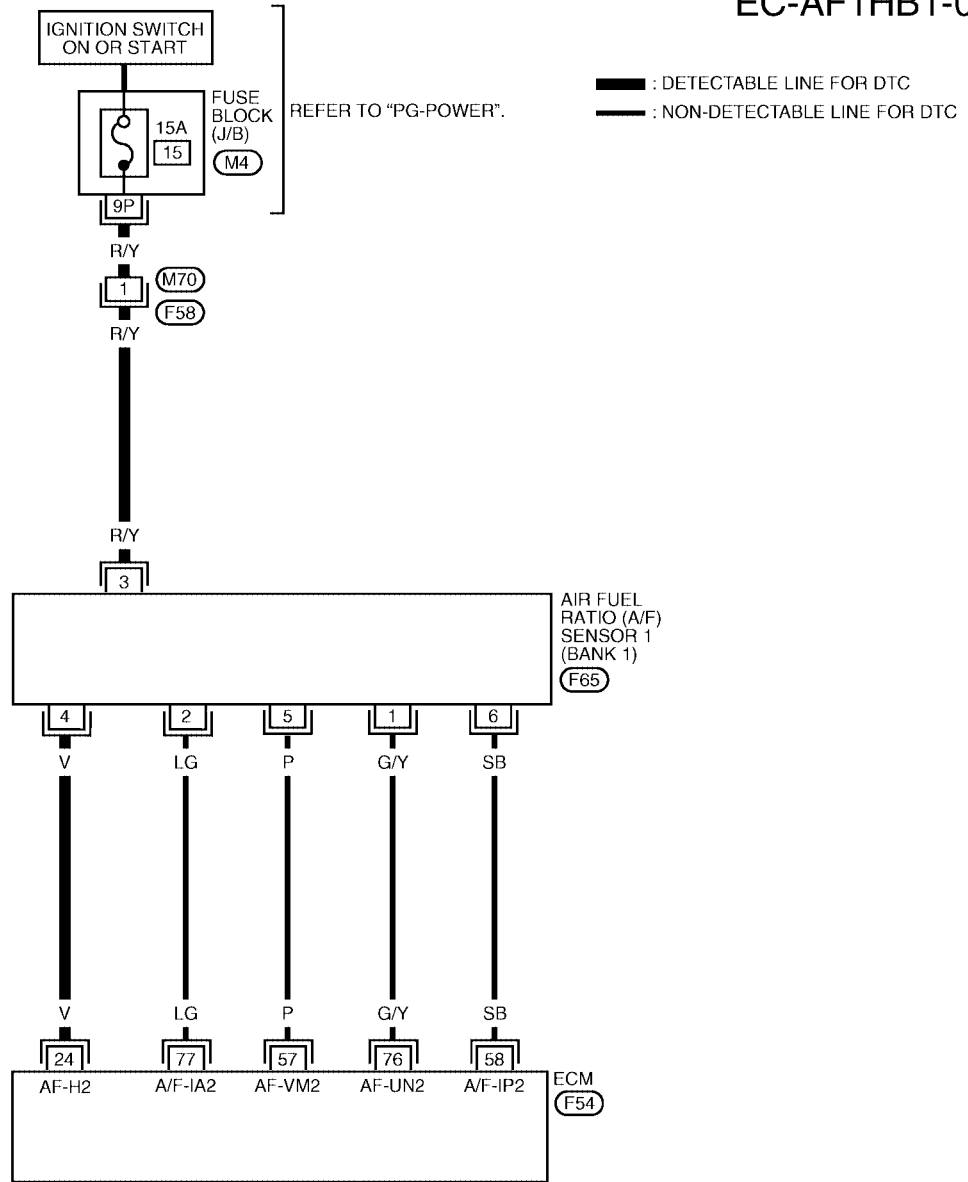 EC-AF1HB1-0
IGNITION SWITCH
ON OR START
FUSE
BLOCK
(J/B)
M4
15A
15
9P
REFER TO "PG-POWER".
: DETECTABLE LINE FOR DTC
: NON-DETECTABLE LINE FOR DTC
R/Y
1
M70
F58
R/Y
R/Y
3
AIR FUEL
RATIO (A/F)
SENSOR 1
(BANK 1)
F65
4 2 5 1 6
V LG P G/Y SB
V LG P G/Y SB
24 77 57 76 58
AF-H2 A/F-IA2 AF-VM2 AF-UN2 A/F-IP2
ECM
F54